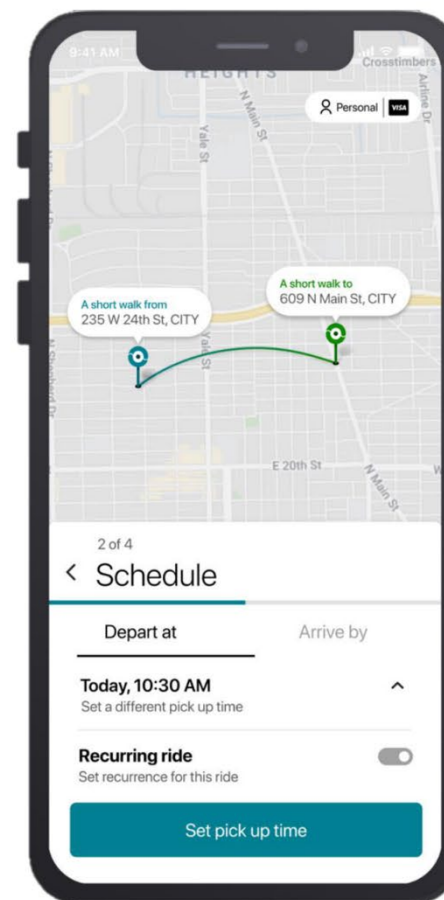 9:41 AM
HEIGHTS
Crosstimbers
Airline Dr
N Main St
Yale St
Personal
VISA
A short walk from
235 W 24th St, CITY
A short walk to
609 N Main St, CITY
Yale St
N Shepherd Dr
E 20th St
N Main St
W
2 of 4
Schedule
Depart at
Arrive by
Today, 10:30 AM
Set a different pick up time
Recurring ride
Set recurrence for this ride
Set pick up time